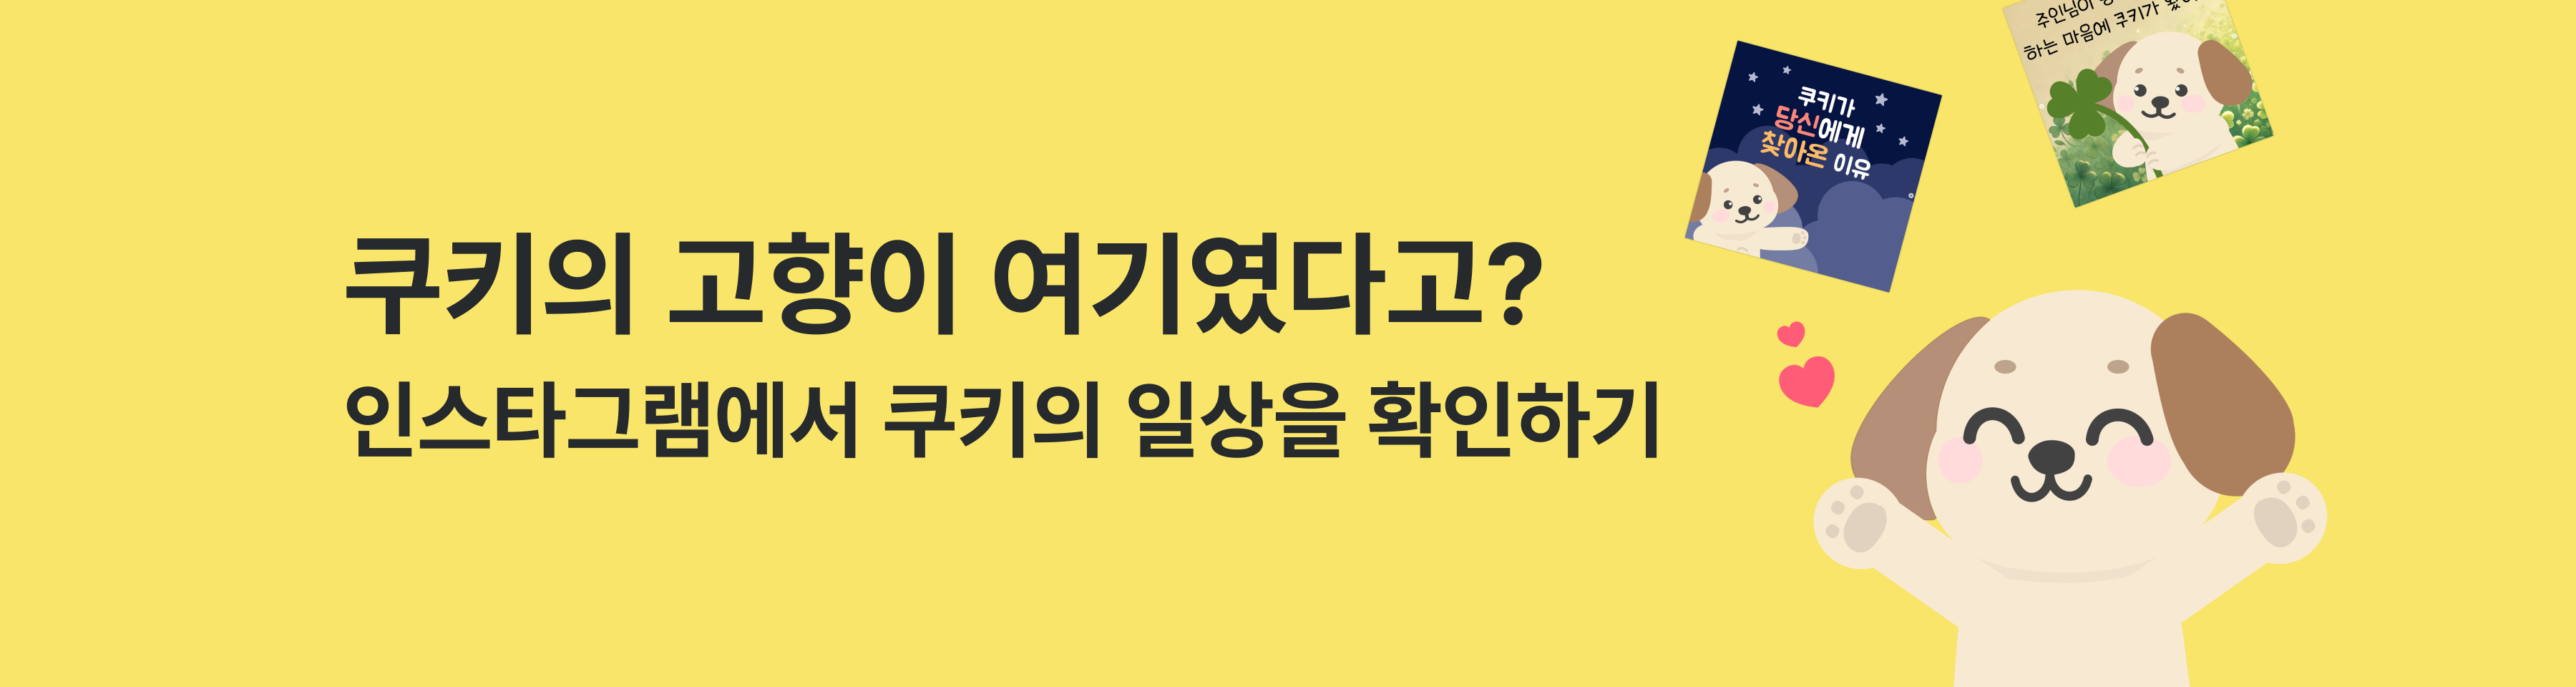 쿠키의 고향이 여기였다고?
인스타그램에서 쿠키의 일상을 확인하기
쿠키가
당신에게
찾아온 이유
주인님이
하는 마음에 쿠키가